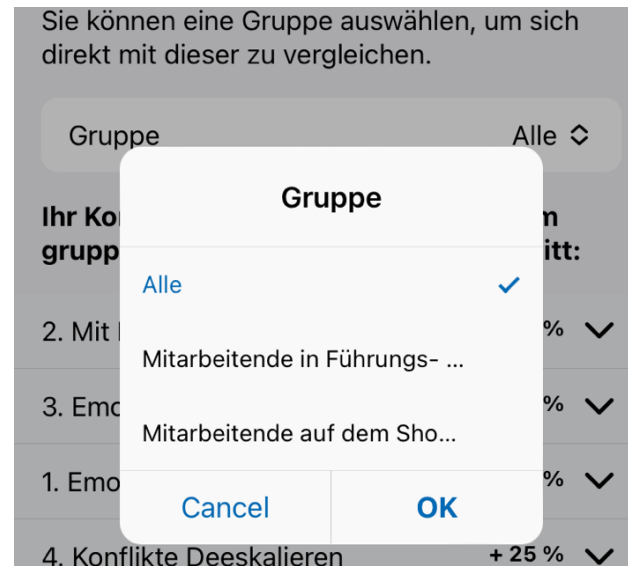 Sie können eine Gruppe auswählen, um sich
direkt mit dieser zu vergleichen.
Gruppe Alle
Gruppe
Ihr
grupp itt:
Alle
2. Mit %
Mitarbeitende in Führungs- ...
3. Emo %
Mitarbeitende auf dem Sho...
1. Emo %
Cancel OK
4. Konflikte Deeskalieren + 25 %